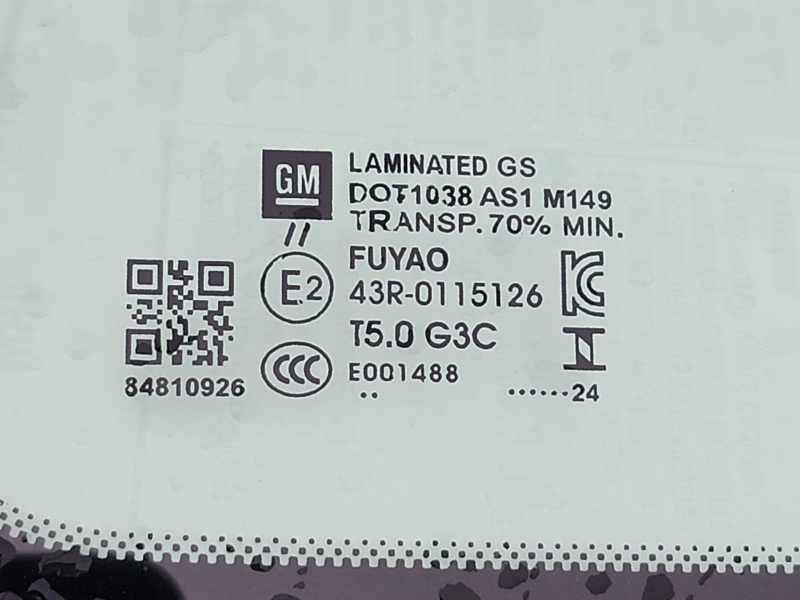 GM
LAMINATED GS
DOT1038 AS1 M149
TRANSP. 70% MIN.
//
FUYAO
E2
43R-0115126
T5.0 G3C
CCC
E001488
84810926
..
......24